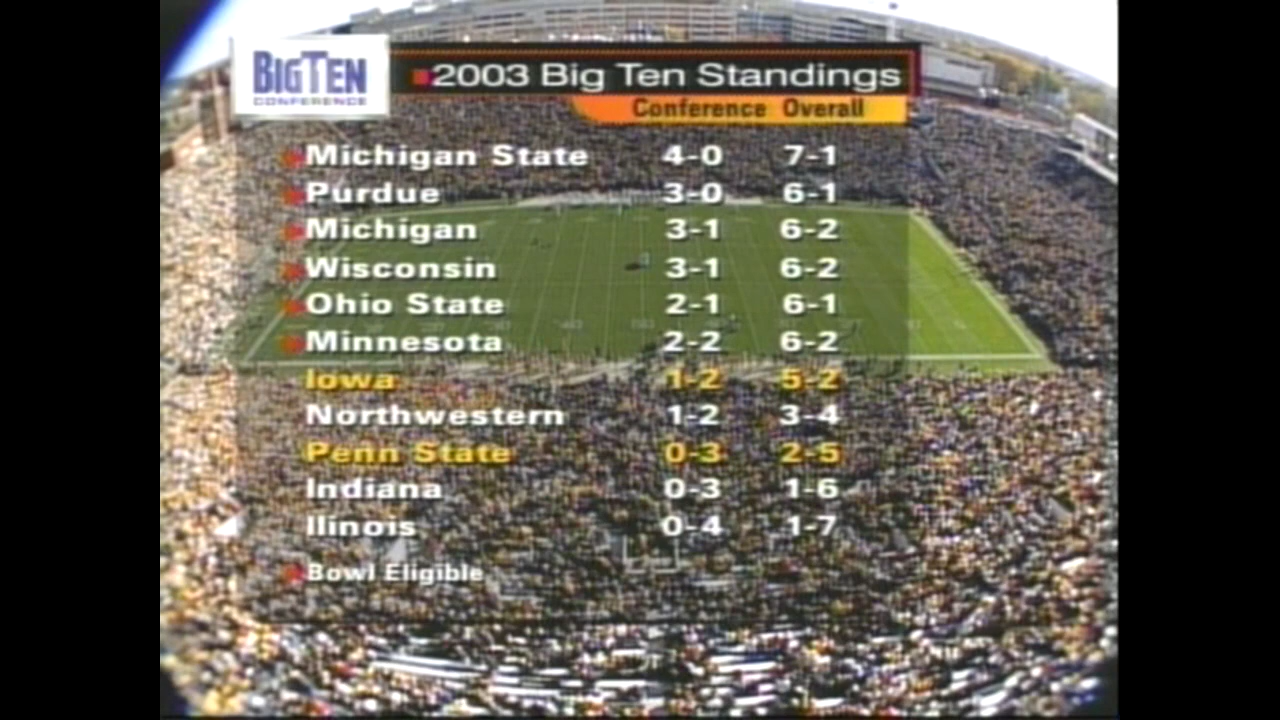 BIGTEN
CONFERENCE
2003 Big Ten Standings
Conference Overall
Michigan State 4-0 7-1
Purdue 3-0 6-1
Michigan 3-1 6-2
Wisconsin 3-1 6-2
Ohio State 2-1 6-1
Minnesota 2-2 6-2
Iowa 1-2 5-2
Northwestern 1-2 3-4
Penn State 0-3 2-5
Indiana 0-3 1-6
Ilinois 0-4 1-7
Bowl Eligible